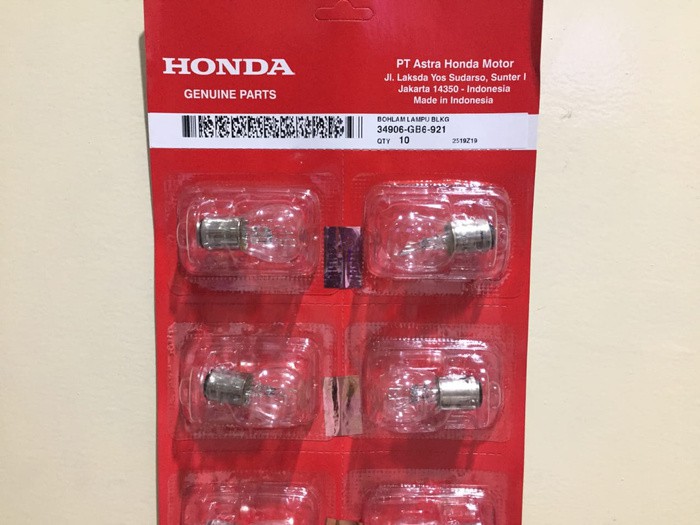 HONDA
GENUINE PARTS
PT Astra Honda Motor
Jl. Laksda Yos Sudarso, Sunter I
Jakarta 14350 - Indonesia
Made in Indonesia
BOHLAM LAMPU BLKG
34906-GB6-921
QTY 10 2519Z19